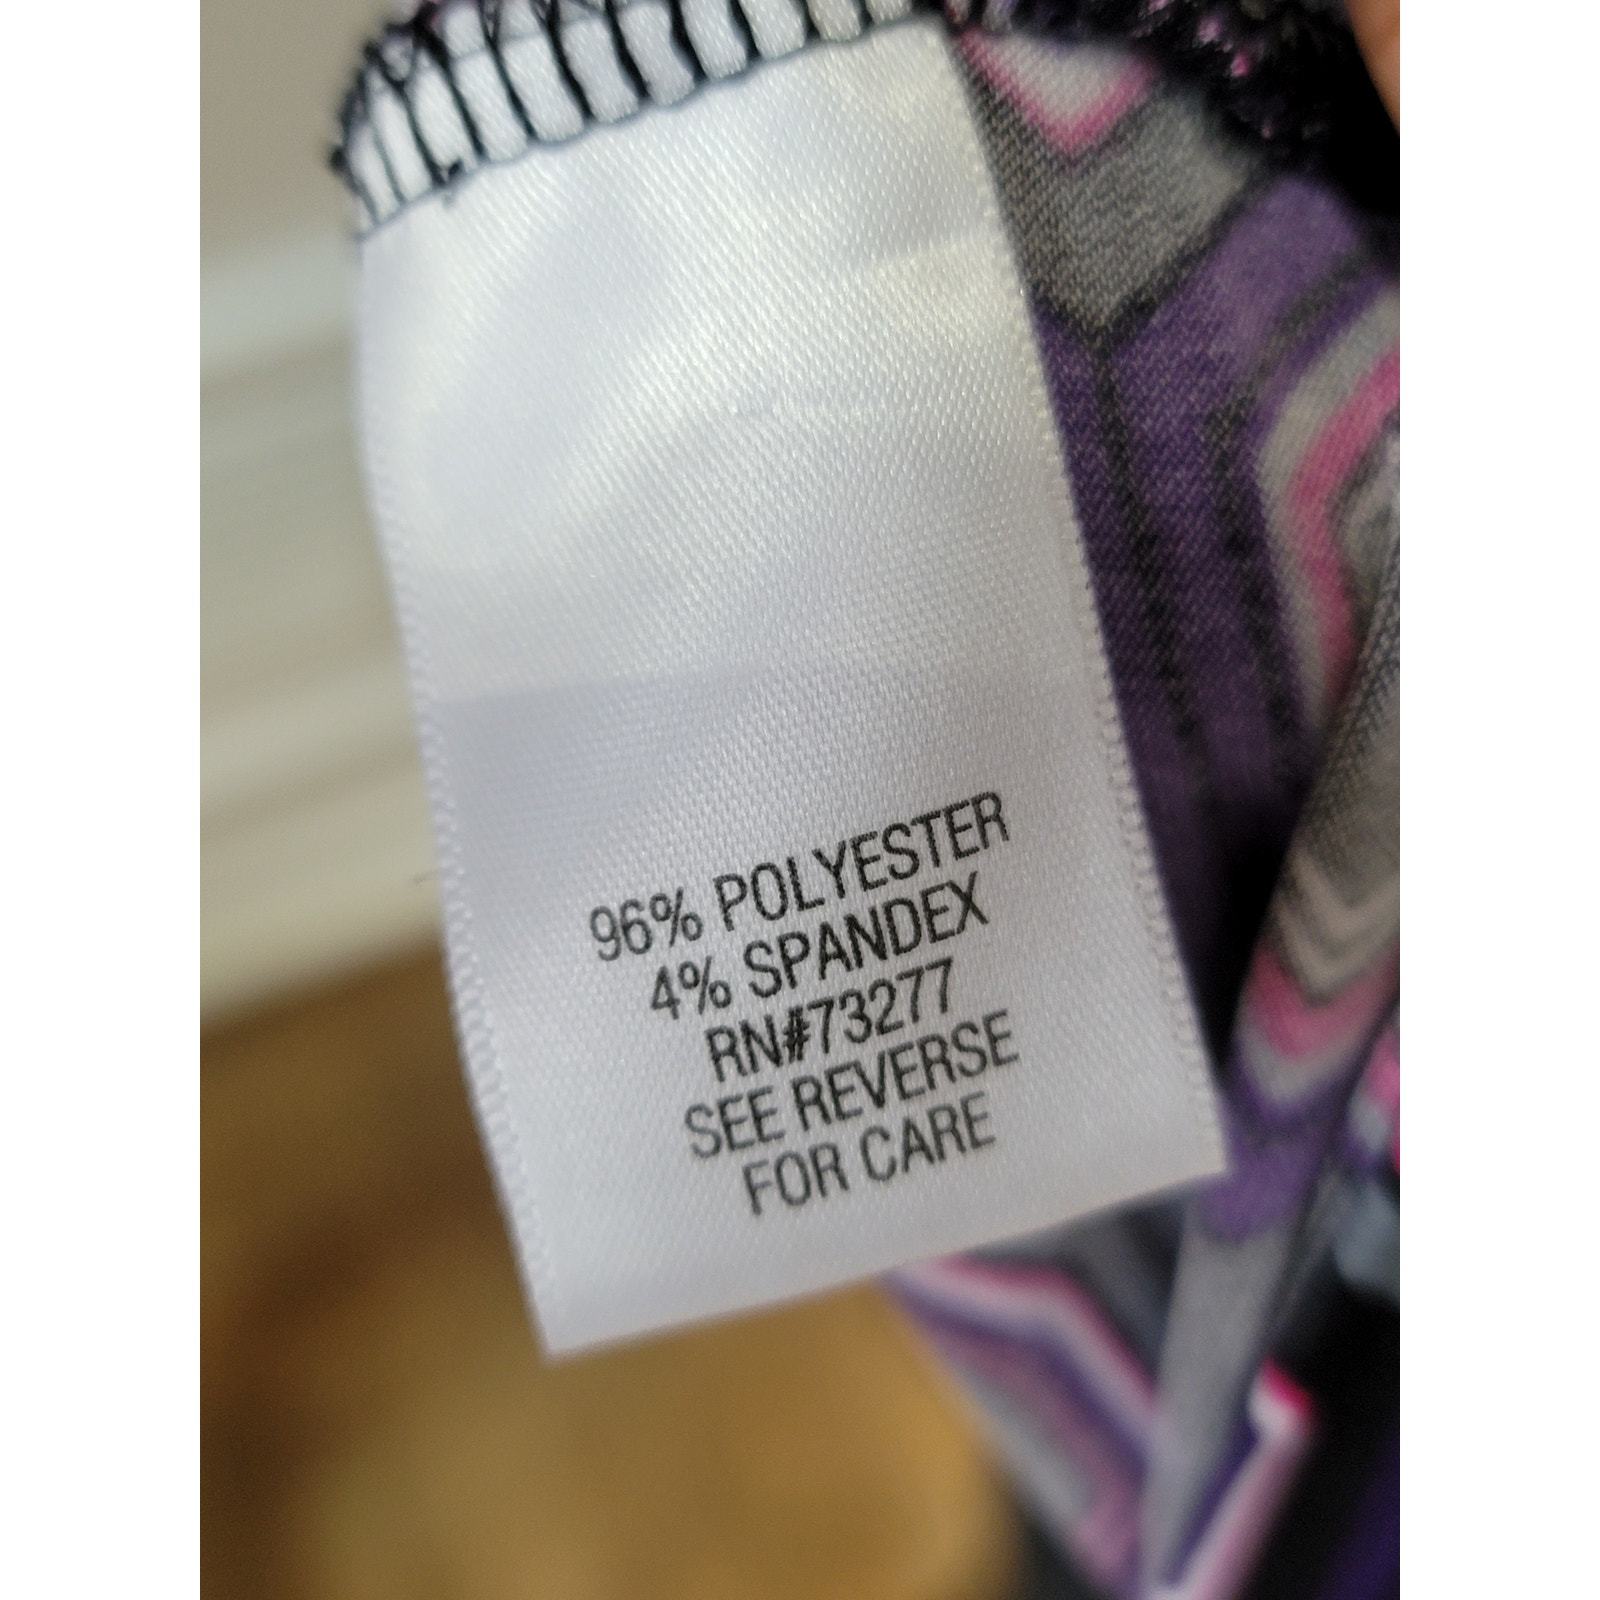 96% POLYESTER
4% SPANDEX
RN#73277
SEE REVERSE
FOR CARE